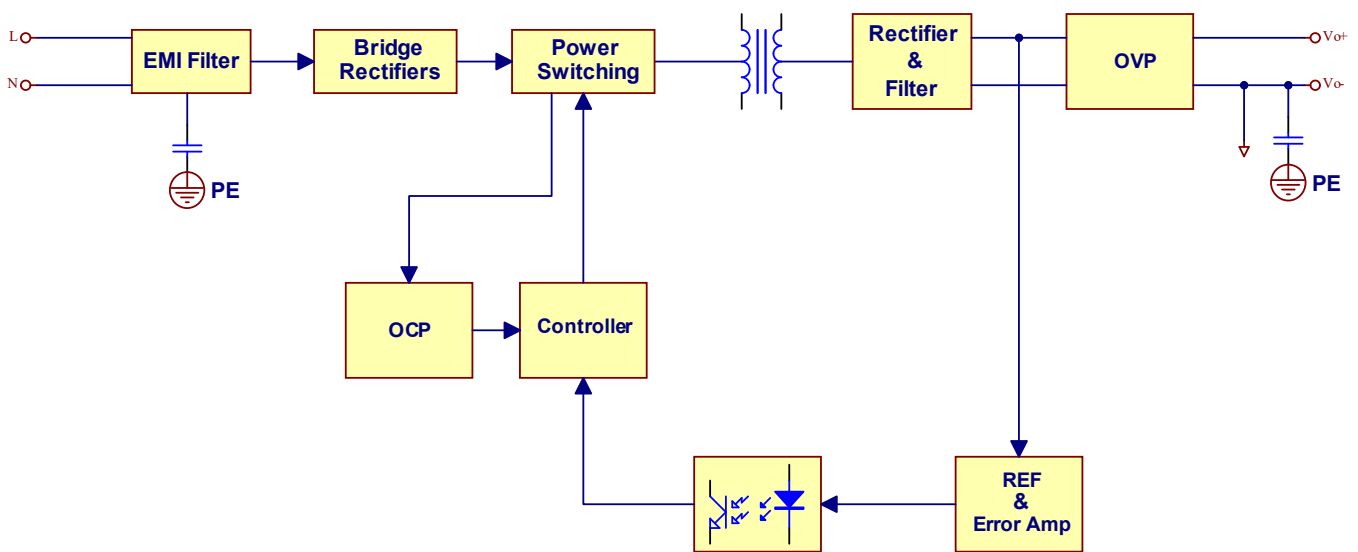 L
N
EMI Filter
Bridge
Rectifiers
Power
Switching
Rectifier
&
Filter
OVP
Vo+
Vo-
PE
PE
OCP
Controller
REF
&
Error Amp